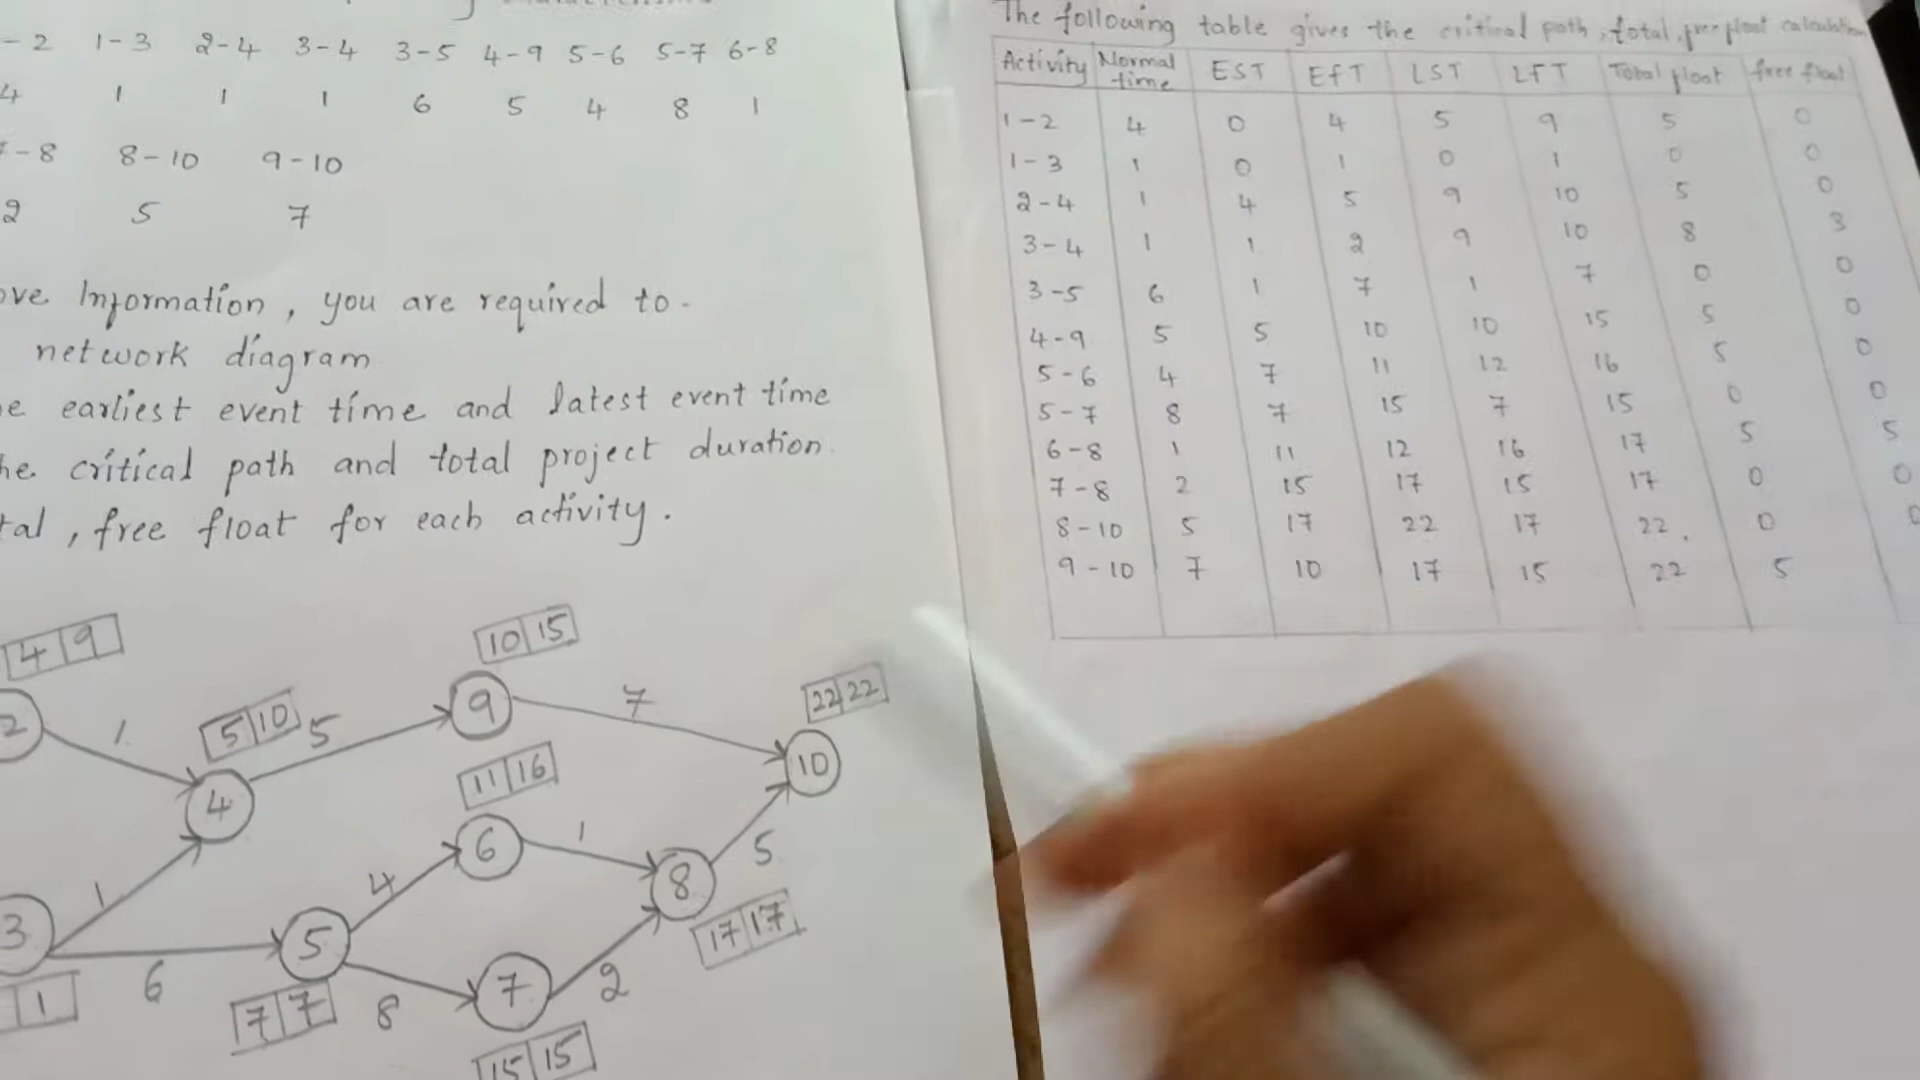 - 2 1-3 2-4 3-4 3-5 4-9 5-6 5-7 6-8
4 1 1 1 6 5 4 8 1
-8 8-10 9-10
2 5 7
ove Information, you are required to -
network diagram
e earliest event time and latest event time
he critical path and total project duration.
tal, free float for each activity.
4 9
2
1
5 10
5
10 15
9
7
22 22
10
4
11 16
6
1
5
8
17 17
3
1
1
6
5
4
7 7
8
7
2
15 15
The following table gives the critical path, total, free float calculation
Activity Normal time EST EFT LST LFT Total float free float
1-2 4 0 4 5 9 5 0
1-3 1 0 1 0 1 0 0
2-4 1 4 5 9 10 5 0
3-4 1 1 2 9 10 8 3
3-5 6 1 7 1 7 0 0
4-9 5 5 10 10 15 5 0
5-6 4 7 11 12 16 5 0
5-7 8 7 15 7 15 0 0
6-8 1 11 12 16 17 5 5
7-8 2 15 17 15 17 0 0
8-10 5 17 22 17 22. 0 0
9-10 7 10 17 15 22 5